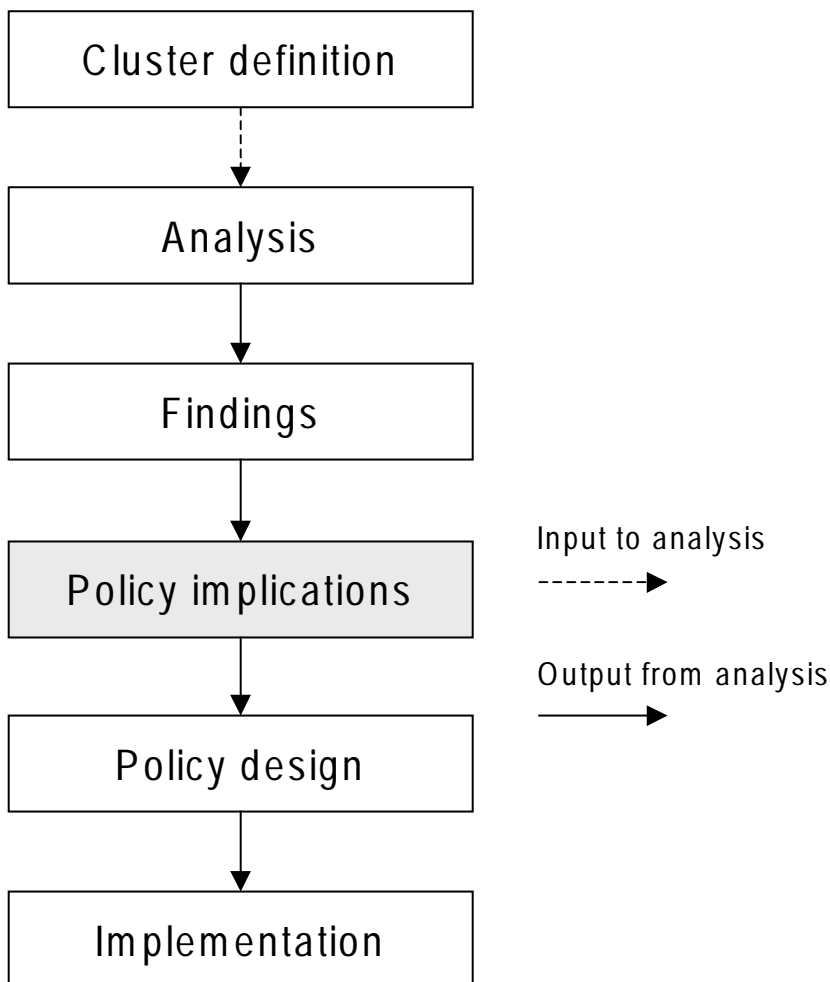 Cluster definition
Analysis
Findings
Policy implications
Policy design
Implementation
Input to analysis
Output from analysis